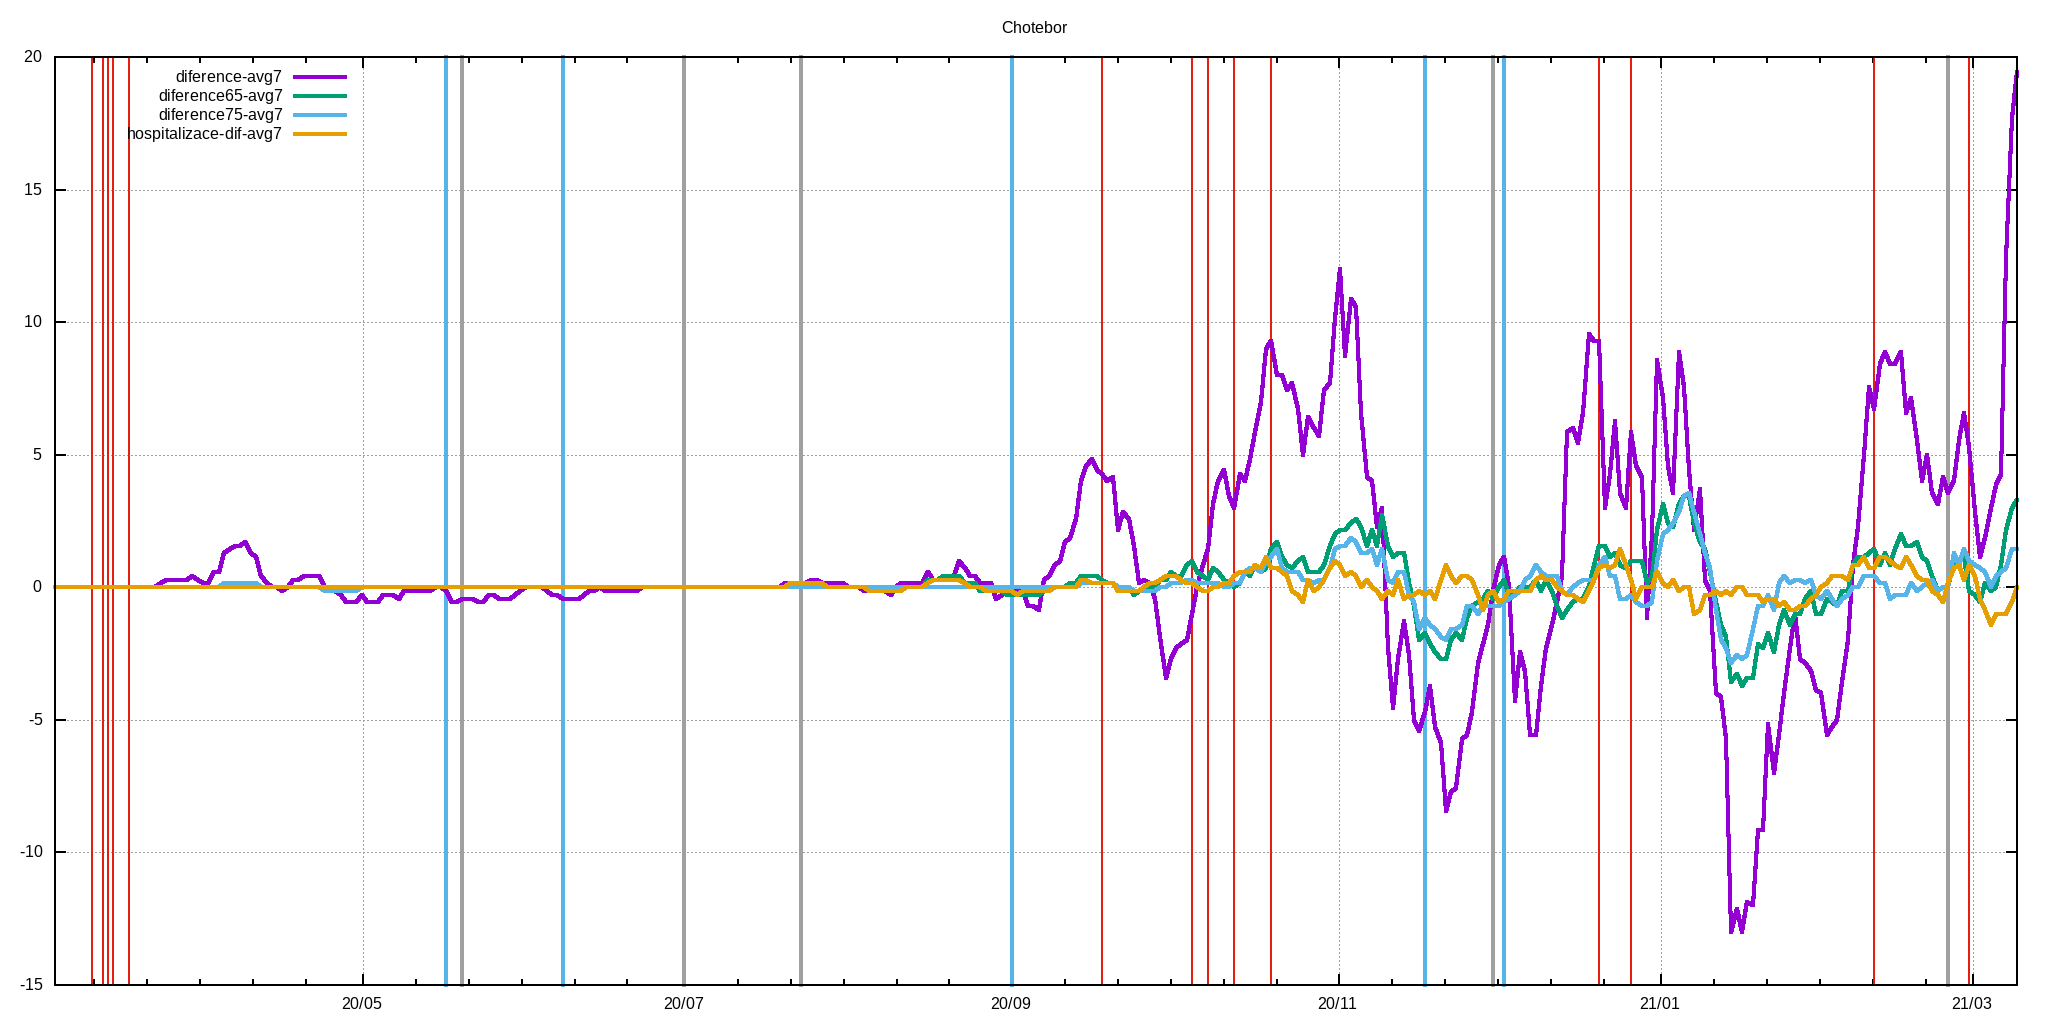 Chotebor
20
diference-avg7
diference65-avg7
diference75-avg7
hospitalizace-dif-avg7
15
10
5
0
-5
-10
-15
20/05 20/07 20/09 20/11 21/01 21/03